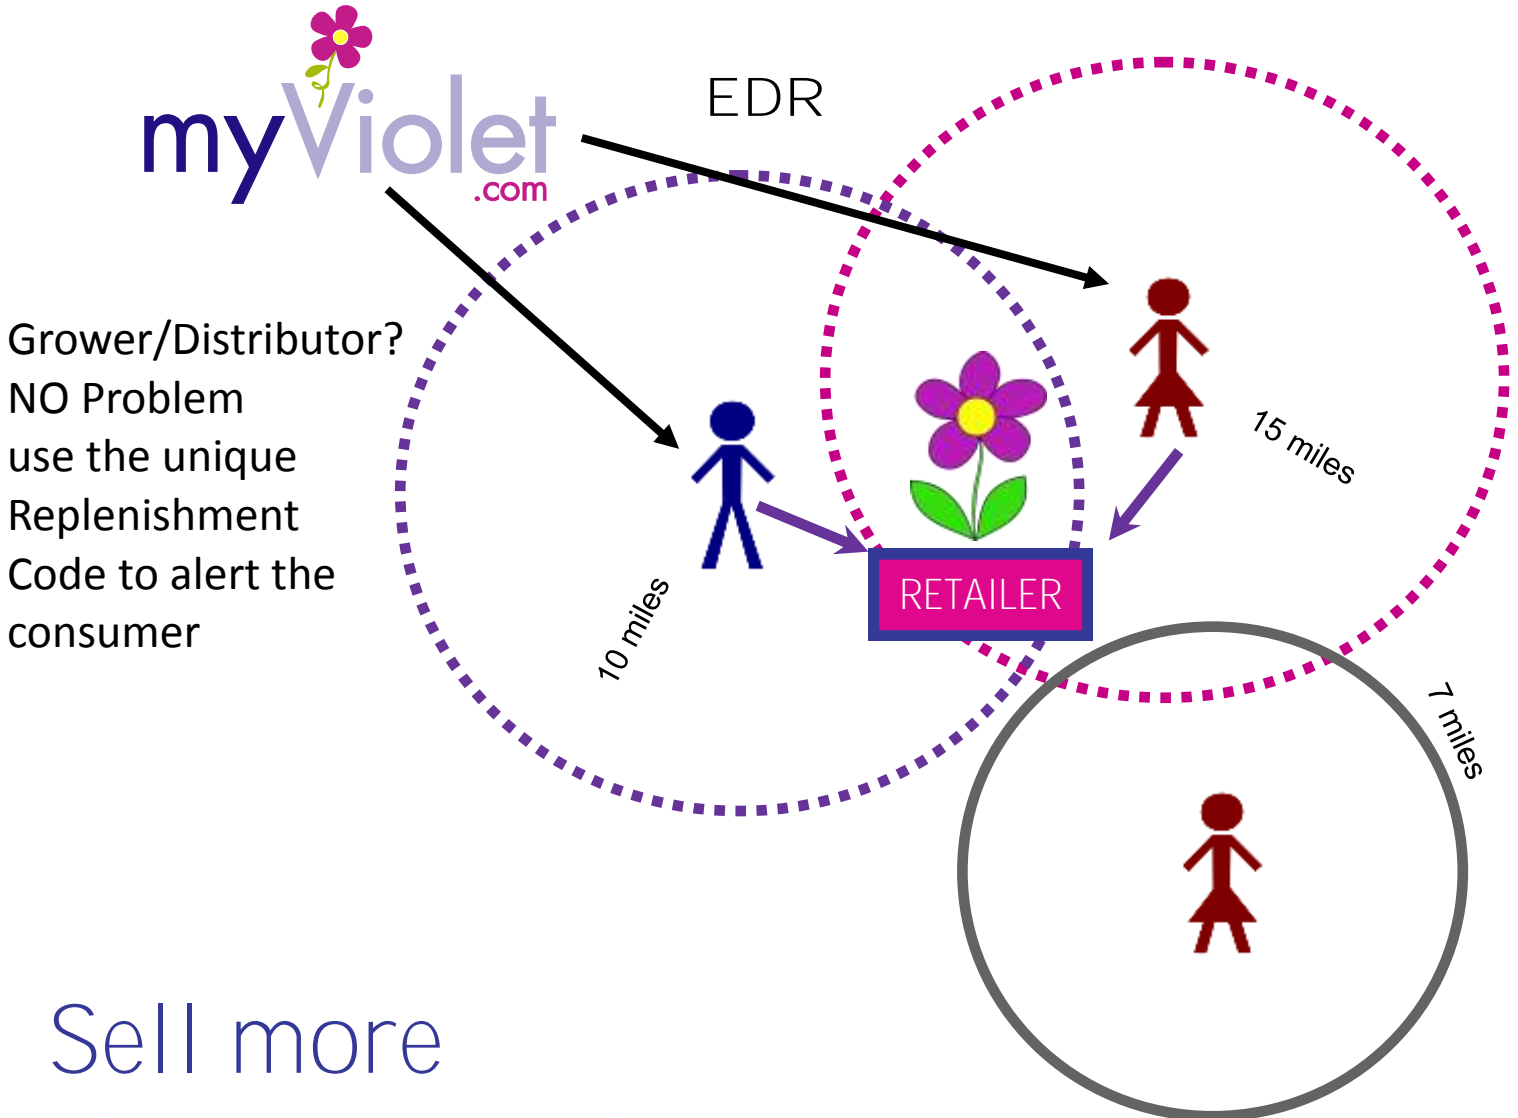 myViolet
.com
EDR
Grower/Distributor?
NO Problem
use the unique
Replenishment
Code to alert the
consumer
15 miles
RETAILER
10 miles
7 miles
Sell more